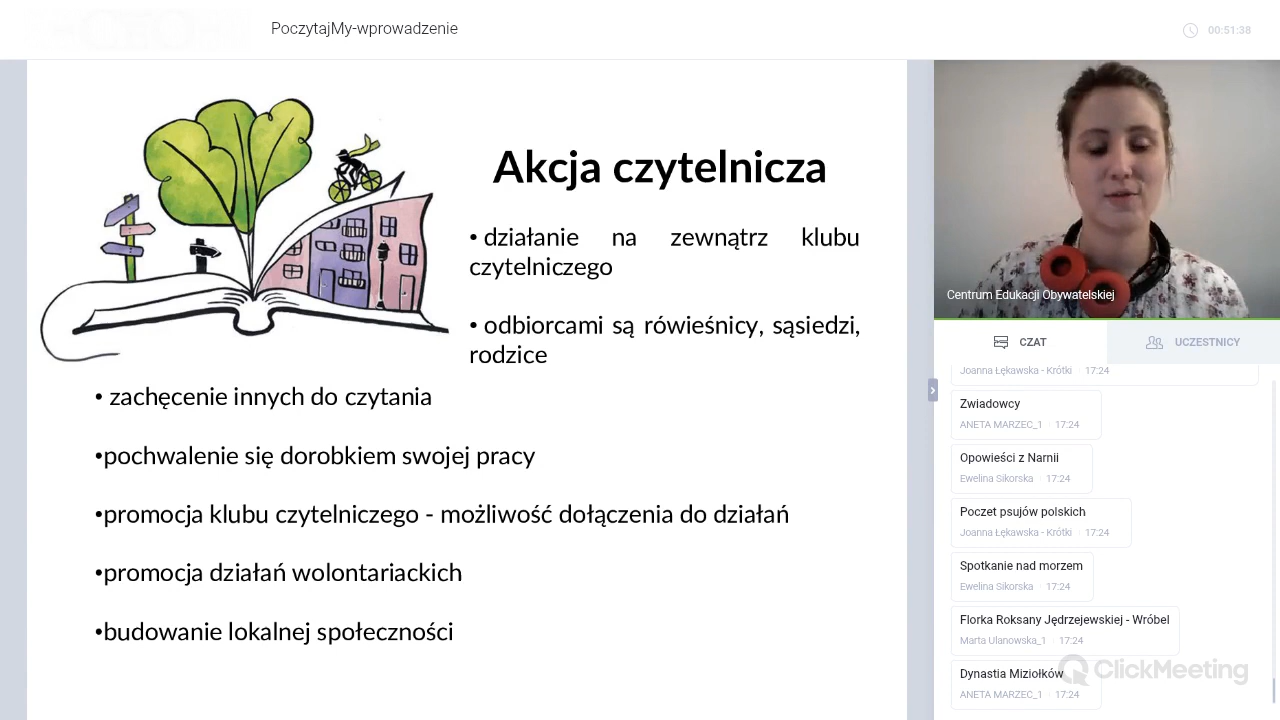 PoczytajMy-wprowadzenie
00:51:38
Akcja czytelnicza
• działanie na zewnątrz klubu
czytelniczego
• odbiorcami są rówieśnicy, sąsiedzi,
rodzice
• zachęcenie innych do czytania
•pochwalenie się dorobkiem swojej pracy
•promocja klubu czytelniczego - możliwość dołączenia do działań
•promocja działań wolontariackich
•budowanie lokalnej społeczności
Centrum Edukacji Obywatelskiej
CZAT
UCZESTNICY
Joanna Łękawska - Krótki 17:24
Zwiadowcy
ANETA MARZEC_1 17:24
Opowieści z Narnii
Ewelina Sikorska 17:24
Poczet psujów polskich
Joanna Łękawska - Krótki 17:24
Spotkanie nad morzem
Ewelina Sikorska 17:24
Florka Roksany Jędrzejewskiej - Wróbel
Marta Ulanowska_1 17:24
Dynastia Miziołków
ANETA MARZEC_1 17:24
ClickMeeting